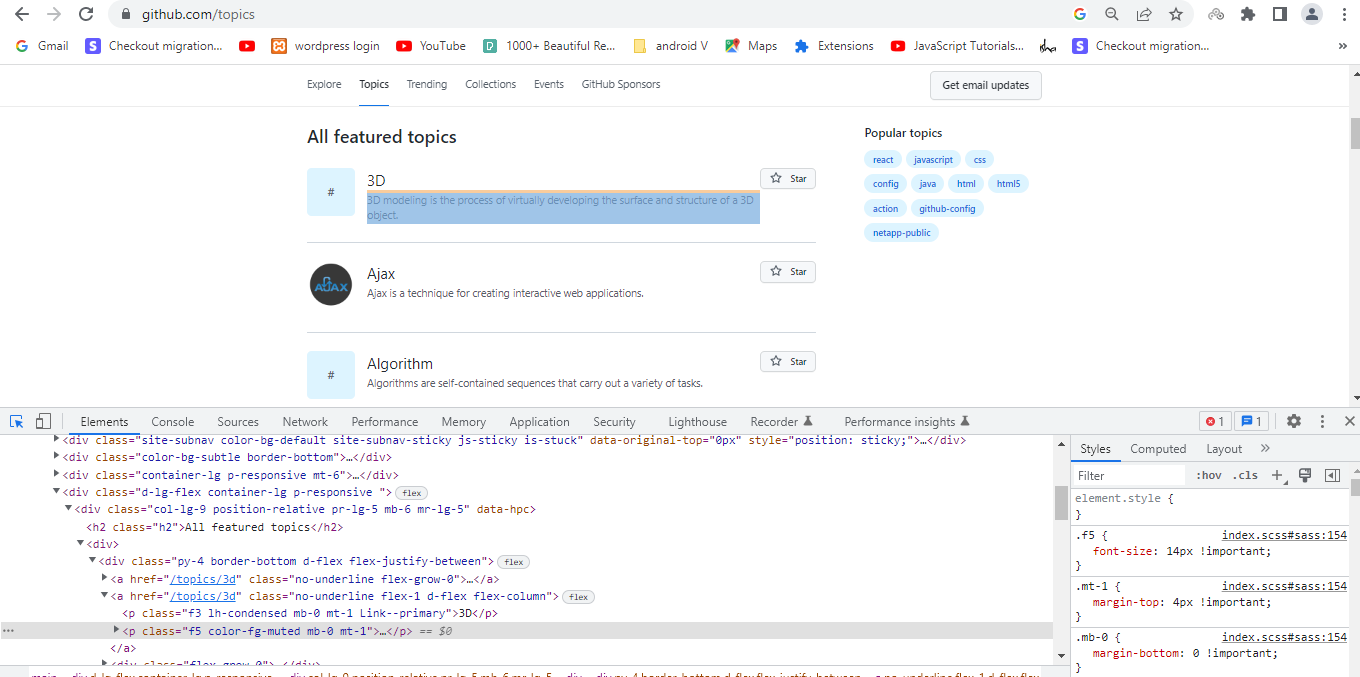 github.com/topics
Gmail Checkout migration... wordpress login YouTube 1000+ Beautiful Re... android V Maps Extensions JavaScript Tutorials... Checkout migration... »
Explore Topics Trending Collections Events GitHub Sponsors Get email updates
All featured topics
# 3D Star
3D modeling is the process of virtually developing the surface and structure of a 3D
object.
AJAX Ajax Star
Ajax is a technique for creating interactive web applications.
# Algorithm Star
Algorithms are self-contained sequences that carry out a variety of tasks.
Popular topics
react javascript css
config java html html5
action github-config
netapp-public
Elements Console Sources Network Performance Memory Application Security Lighthouse Recorder Performance insights 1 1
<div class="site-subnav color-bg-default site-subnav-sticky js-sticky is-stuck" data-original-top="0px" style="position: sticky;">…</div>
<div class="color-bg-subtle border-bottom">…</div>
<div class="container-lg p-responsive mt-6">…</div>
<div class="d-lg-flex container-lg p-responsive "> flex
<div class="col-lg-9 position-relative pr-lg-5 mb-6 mr-lg-5" data-hpc>
<h2 class="h2">All featured topics</h2>
<div>
<div class="py-4 border-bottom d-flex flex-justify-between"> flex
<a href="/topics/3d" class="no-underline flex-grow-0">…</a>
<a href="/topics/3d" class="no-underline flex-1 d-flex flex-column"> flex
<p class="f3 lh-condensed mb-0 mt-1 Link--primary">3D</p>
… <p class="f5 color-fg-muted mb-0 mt-1">…</p> == $0
</a>
<div class="flex-grow-0">…</div>
Styles Computed Layout »
Filter :hov .cls +
element.style {
}
.f5 { index.scss#sass:154
font-size: 14px !important;
}
.mt-1 { index.scss#sass:154
margin-top: 4px !important;
}
.mb-0 { index.scss#sass:154
margin-bottom: 0 !important;
}